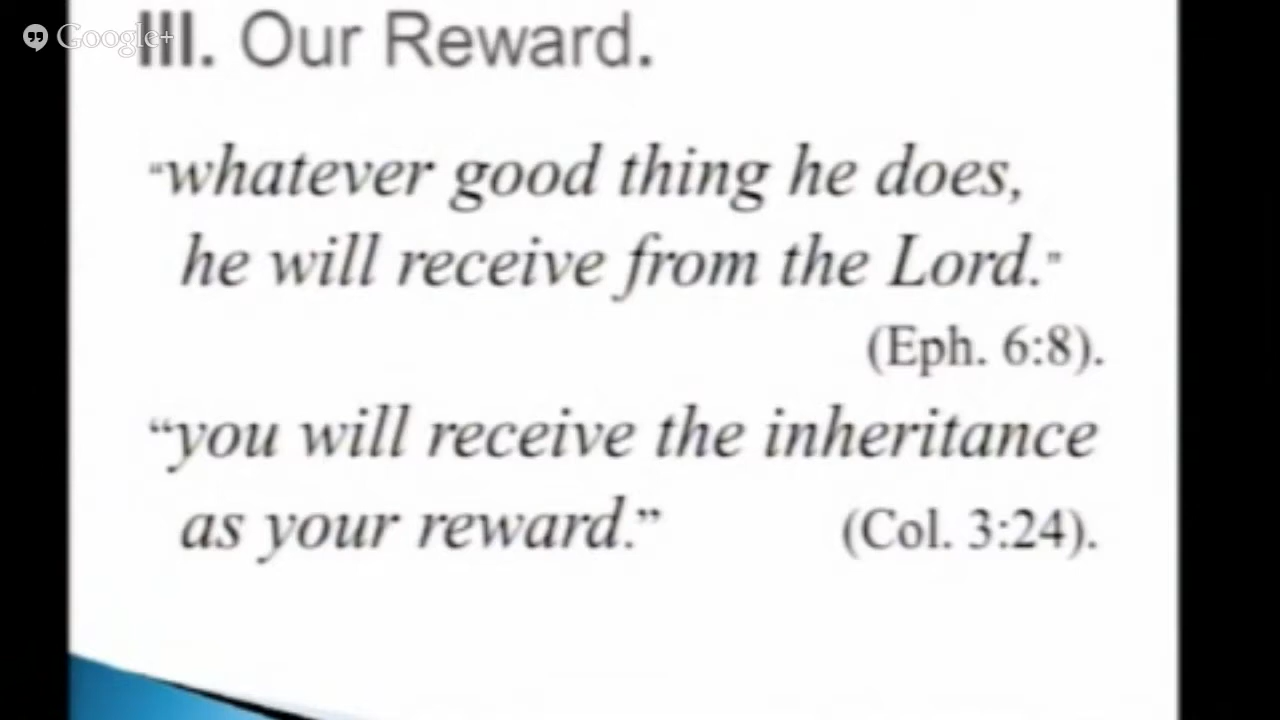 Google+
III. Our Reward.
“whatever good thing he does,
he will receive from the Lord.”
(Eph. 6:8).
“you will receive the inheritance
as your reward.” (Col. 3:24).